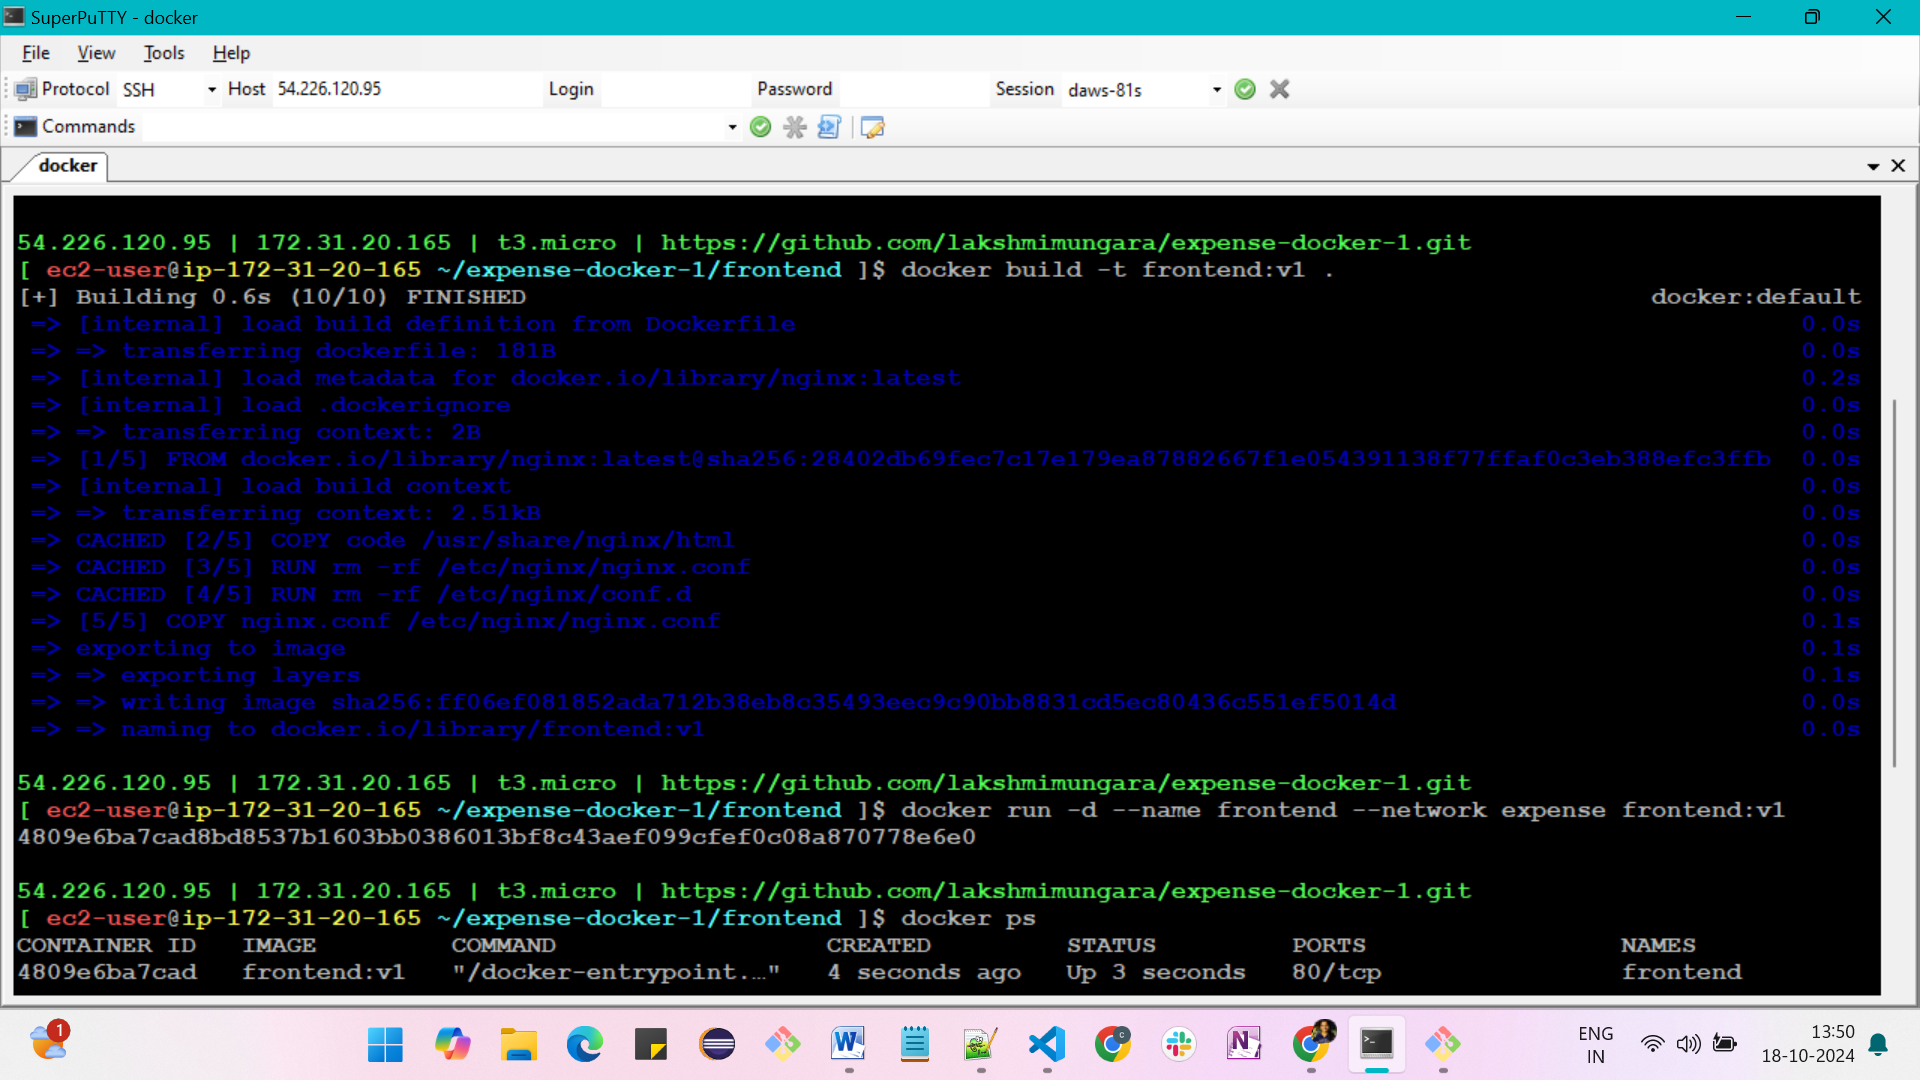 SuperPuTTY - docker
File View Tools Help
Protocol SSH Host 54.226.120.95 Login Password Session daws-81s
Commands
docker
54.226.120.95 | 172.31.20.165 | t3.micro | https://github.com/lakshmimungara/expense-docker-1.git
[ ec2-user@ip-172-31-20-165 ~/expense-docker-1/frontend ]$ docker build -t frontend:v1 .
[+] Building 0.6s (10/10) FINISHED docker:default
=> [internal] load build definition from Dockerfile 0.0s
=> => transferring dockerfile: 181B 0.0s
=> [internal] load metadata for docker.io/library/nginx:latest 0.2s
=> [internal] load .dockerignore 0.0s
=> => transferring context: 2B 0.0s
=> [1/5] FROM docker.io/library/nginx:latest@sha256:28402db69fec7c17e179ea87882667f1e054391138f77ffaf0c3eb388efc3ffb 0.0s
=> [internal] load build context 0.0s
=> => transferring context: 2.51kB 0.0s
=> CACHED [2/5] COPY code /usr/share/nginx/html 0.0s
=> CACHED [3/5] RUN rm -rf /etc/nginx/nginx.conf 0.0s
=> CACHED [4/5] RUN rm -rf /etc/nginx/conf.d 0.0s
=> [5/5] COPY nginx.conf /etc/nginx/nginx.conf 0.1s
=> exporting to image 0.1s
=> => exporting layers 0.1s
=> => writing image sha256:ff06ef081852ada712b38eb8c35493eec9c90bb8831cd5ec80436c551ef5014d 0.0s
=> => naming to docker.io/library/frontend:v1 0.0s
54.226.120.95 | 172.31.20.165 | t3.micro | https://github.com/lakshmimungara/expense-docker-1.git
[ ec2-user@ip-172-31-20-165 ~/expense-docker-1/frontend ]$ docker run -d --name frontend --network expense frontend:v1
4809e6ba7cad8bd8537b1603bb0386013bf8c43aef099cfef0c08a870778e6e0
54.226.120.95 | 172.31.20.165 | t3.micro | https://github.com/lakshmimungara/expense-docker-1.git
[ ec2-user@ip-172-31-20-165 ~/expense-docker-1/frontend ]$ docker ps
CONTAINER ID IMAGE COMMAND CREATED STATUS PORTS NAMES
4809e6ba7cad frontend:v1 "/docker-entrypoint.…" 4 seconds ago Up 3 seconds 80/tcp frontend
1
ENG 13:50
IN 18-10-2024